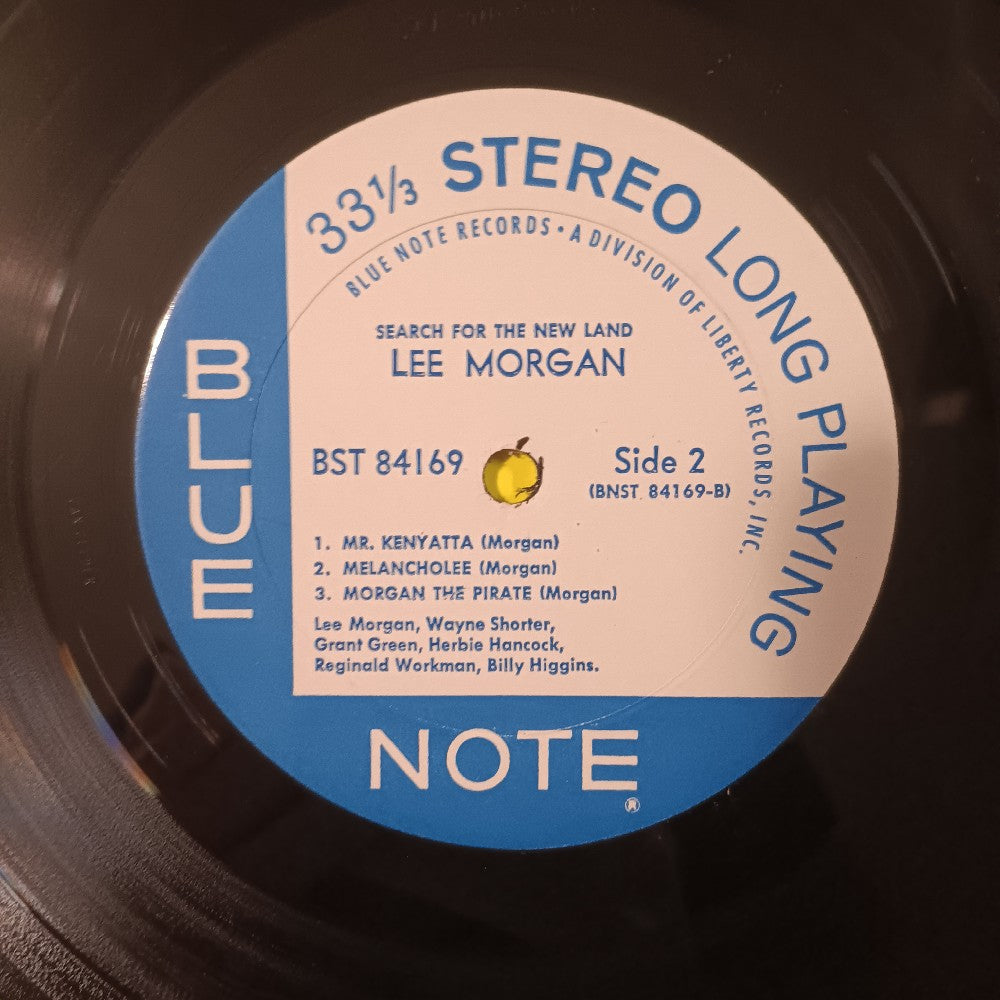 33 1/3 STEREO LONG PLAYING
BLUE NOTE RECORDS • A DIVISION OF LIBERTY RECORDS, INC.
SEARCH FOR THE NEW LAND
LEE MORGAN
BST 84169
Side 2
(BNST 84169-B)
1. MR. KENYATTA (Morgan)
2. MELANCHOLEE (Morgan)
3. MORGAN THE PIRATE (Morgan)
Lee Morgan, Wayne Shorter,
Grant Green, Herbie Hancock,
Reginald Workman, Billy Higgins.
BLUE
NOTE